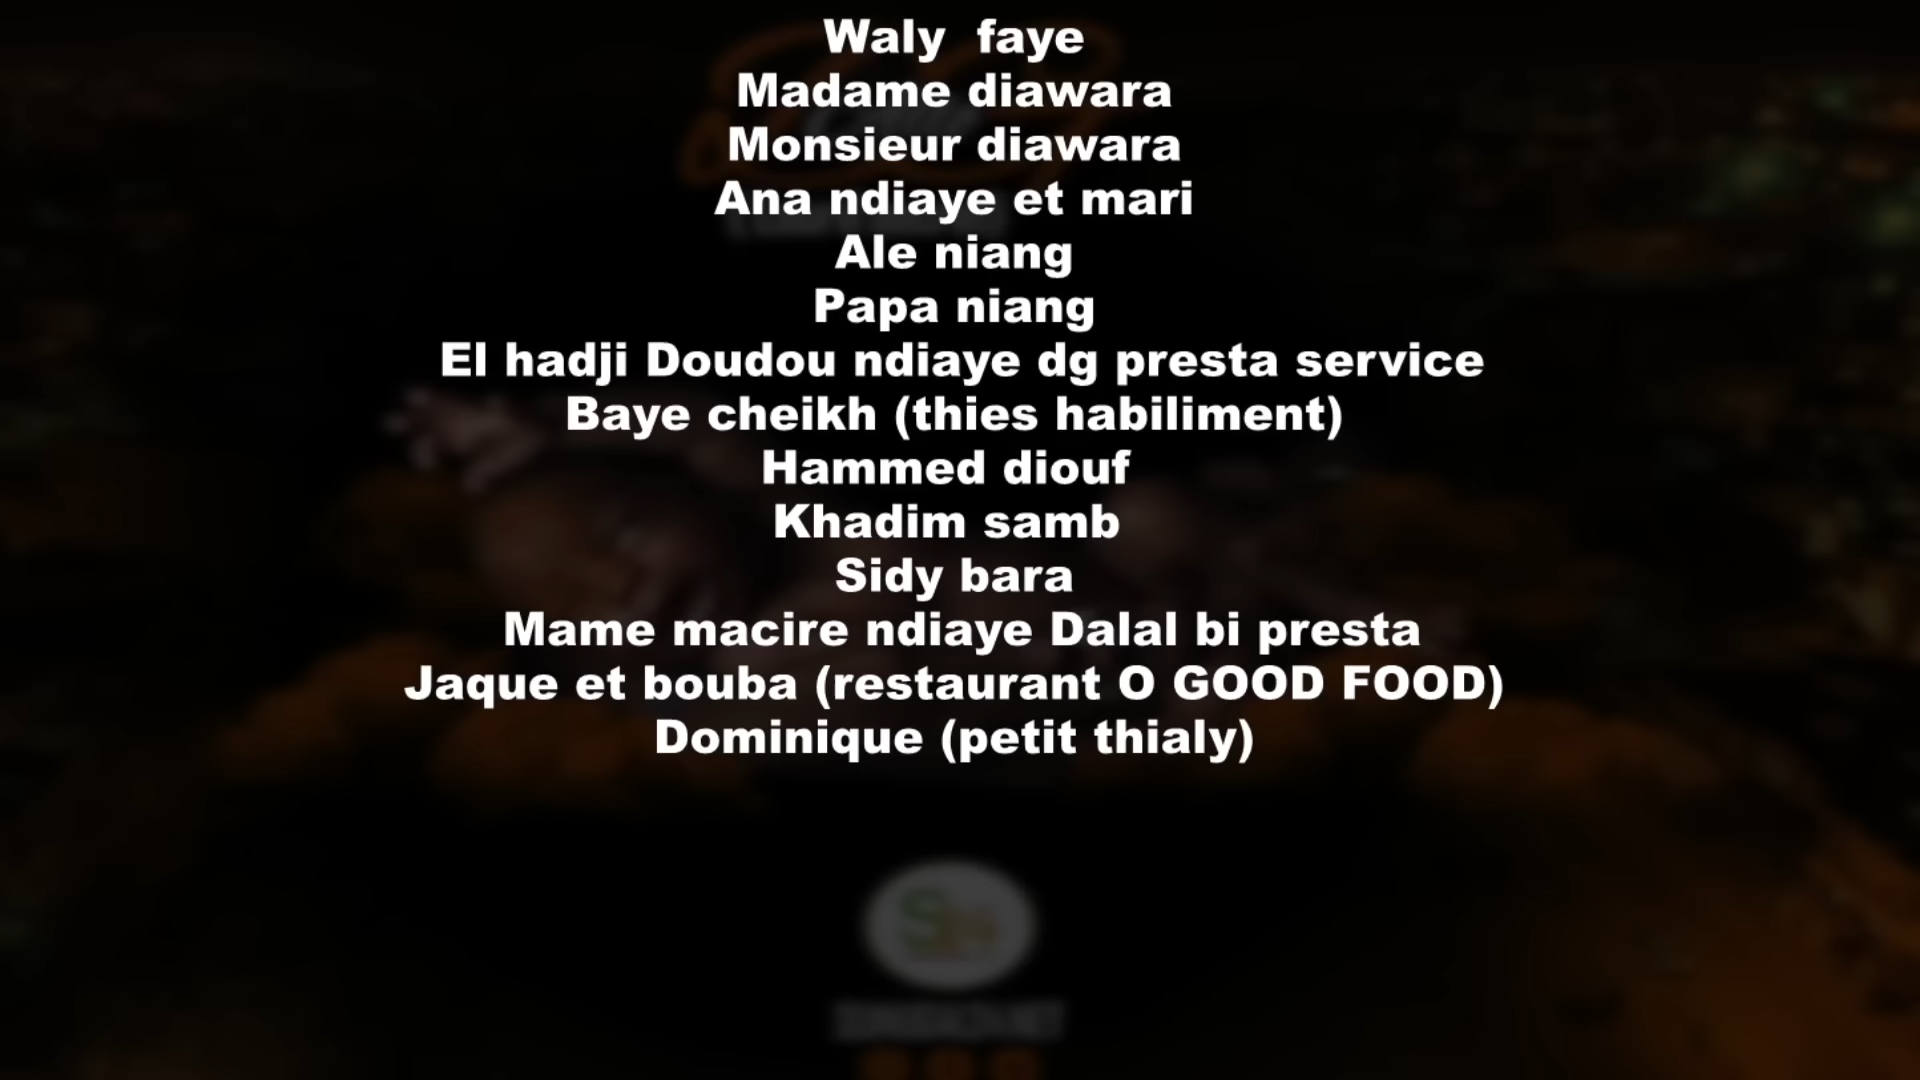 Waly faye
Madame diawara
Monsieur diawara
Ana ndiaye et mari
Ale niang
Papa niang
El hadji Doudou ndiaye dg presta service
Baye cheikh (thies habiliment)
Hammed diouf
Khadim samb
Sidy bara
Mame macire ndiaye Dalal bi presta
Jaque et bouba (restaurant O GOOD FOOD)
Dominique (petit thialy)